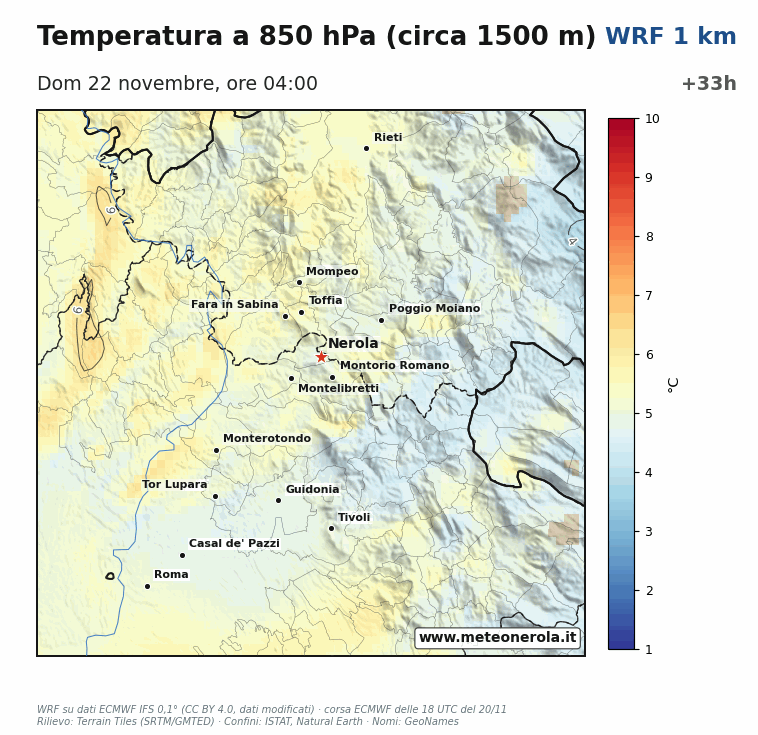 Temperatura a 850 hPa (circa 1500 m) WRF 1 km
Dom 22 novembre, ore 04:00 +33h
Rieti
6
4
Mompeo
Toffia
Fara in Sabina
Poggio Moiano
6
Nerola
Montorio Romano
Montelibretti
Monterotondo
Tor Lupara
Guidonia
Tivoli
Casal de' Pazzi
Roma
www.meteonerola.it
10
9
8
7
6
5
4
3
2
1
°C
WRF su dati ECMWF IFS 0,1° (CC BY 4.0, dati modificati) · corsa ECMWF delle 18 UTC del 20/11
Rilievo: Terrain Tiles (SRTM/GMTED) · Confini: ISTAT, Natural Earth · Nomi: GeoNames